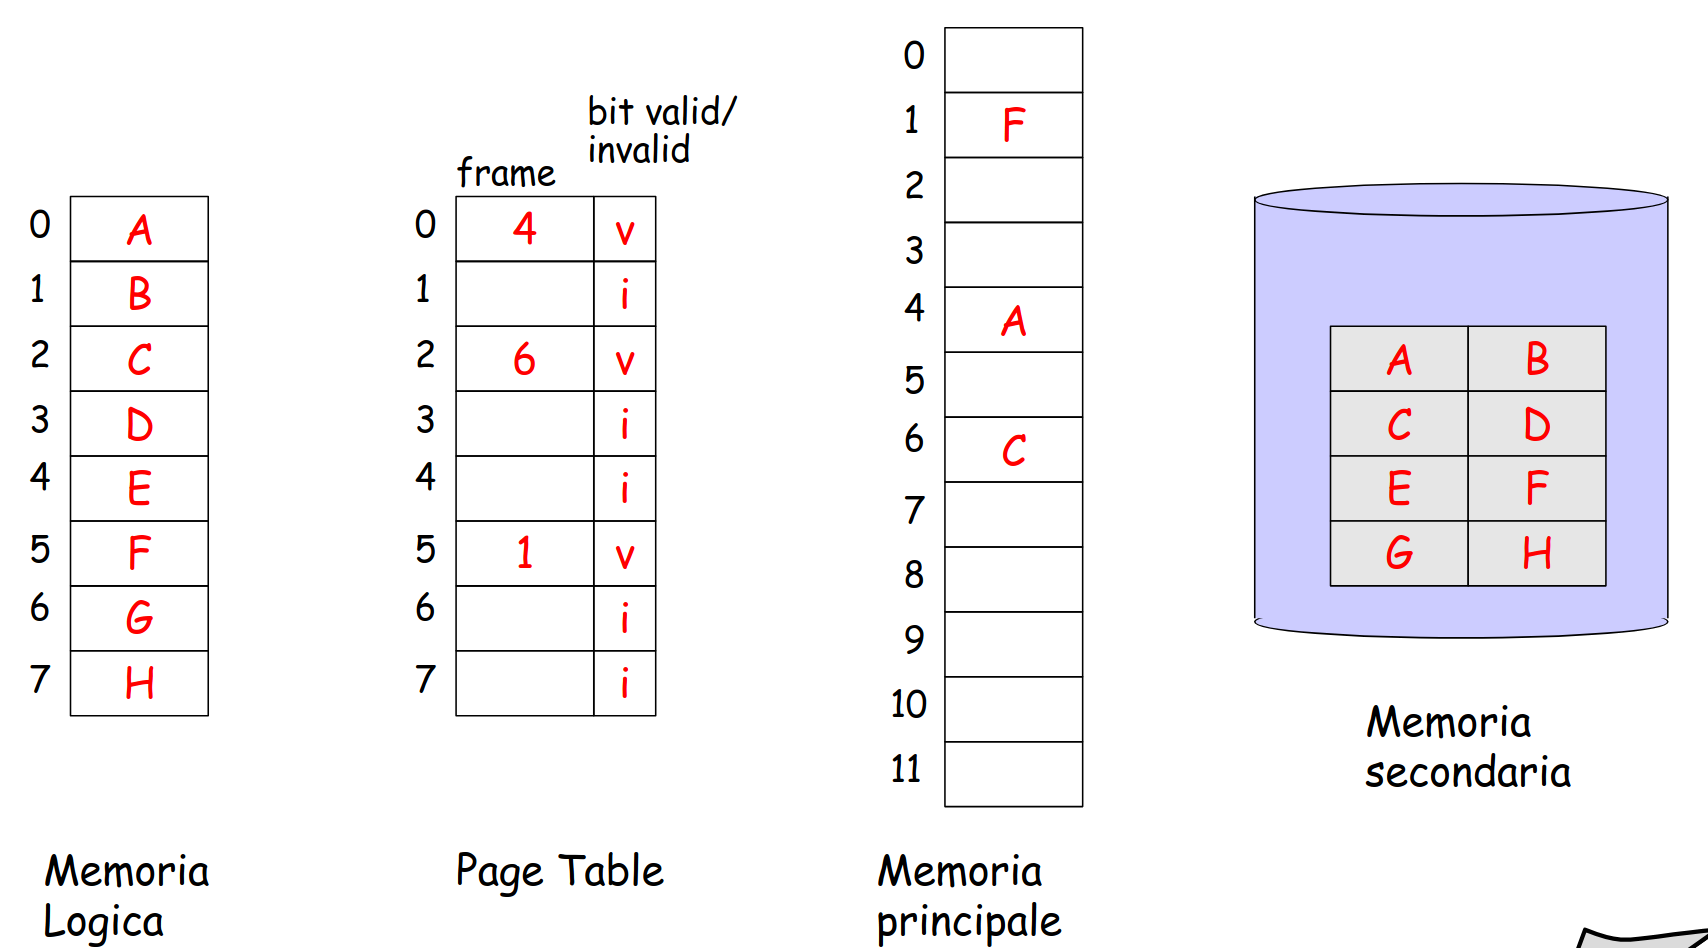 0 A
1 B
2 C
3 D
4 E
5 F
6 G
7 H
Memoria
Logica
bit valid/
invalid
frame
0 4 v
1 i
2 6 v
3 i
4 i
5 1 v
6 i
7 i
Page Table
0
1 F
2
3
4 A
5
6 C
7
8
9
10
11
Memoria
principale
A B
C D
E F
G H
Memoria
secondaria